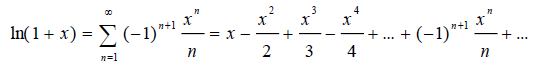 ln(1 + x) = ∑_{n=1}^{∞} (−1)^{n+1} x^n/n = x − x^2/2 + x^3/3 − x^4/4 + ... + (−1)^{n+1} x^n/n + ...